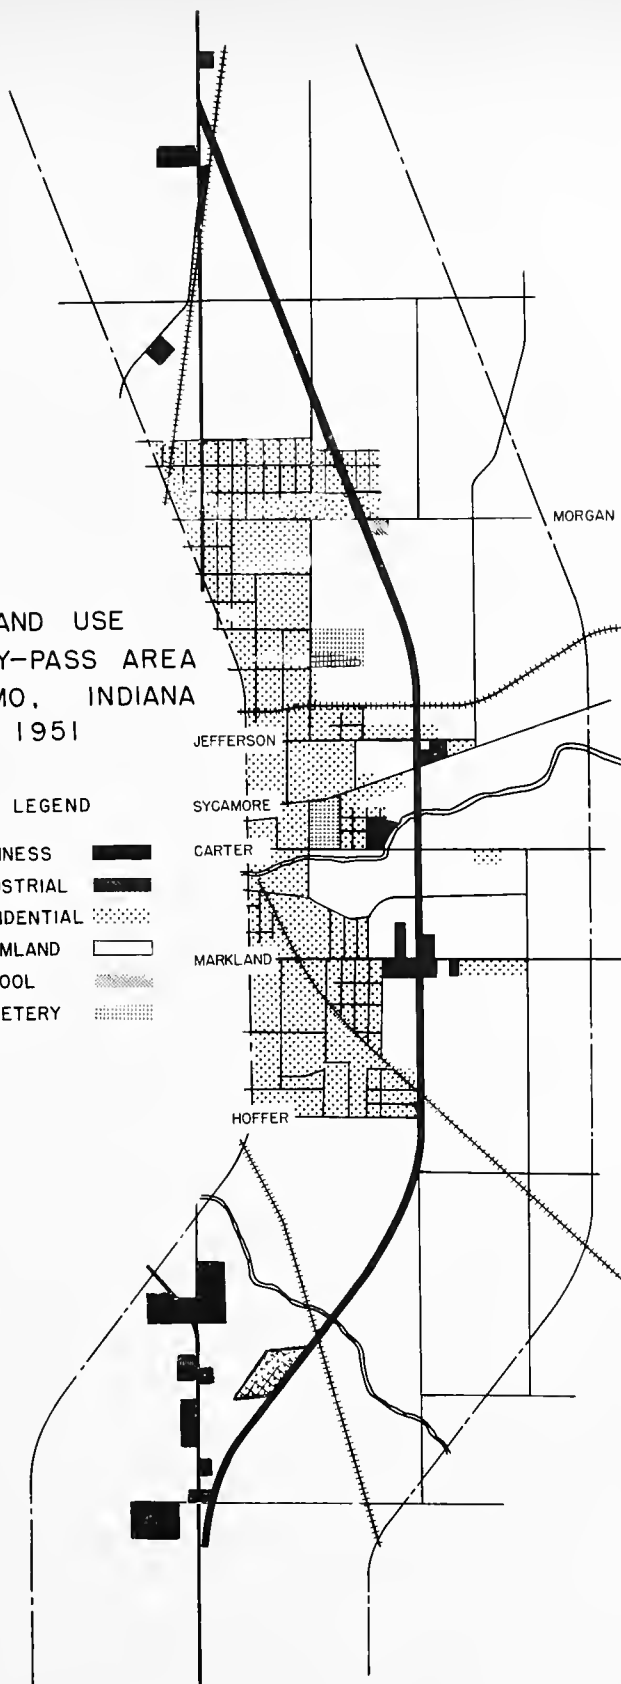 AND USE
Y-PASS AREA
MO, INDIANA
1951
LEGEND
INESS
STRIAL
IDENTIAL
MLAND
OOL
ETERY
MORGAN
JEFFERSON
SYCAMORE
CARTER
MARKLAND
HOFFER